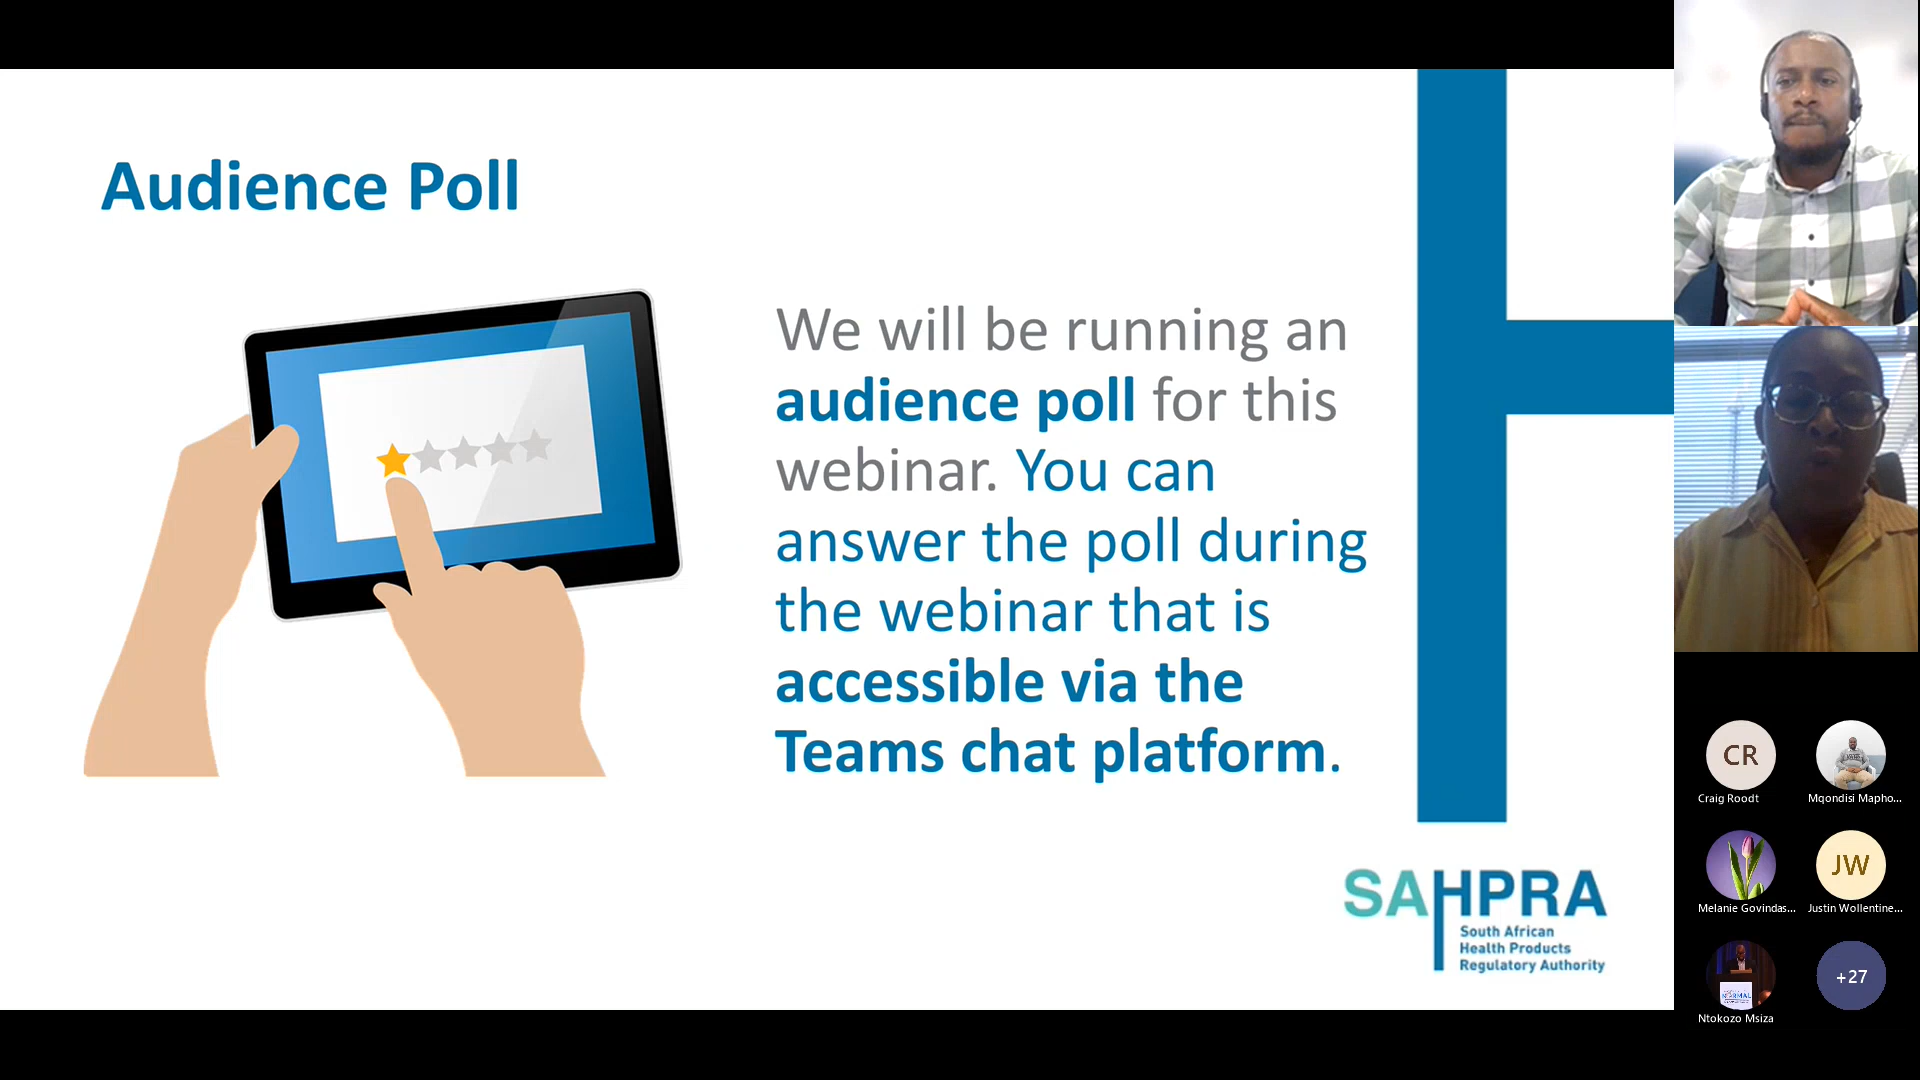 Audience Poll
We will be running an
audience poll for this
webinar. You can
answer the poll during
the webinar that is
accessible via the
Teams chat platform.
SAHPRA
South African
Health Products
Regulatory Authority
CR
Craig Roodt
Mqondisi Mapho...
Melanie Govindas...
JW
Justin Wollentine...
NORMAL
Ntokozo Msiza
+27